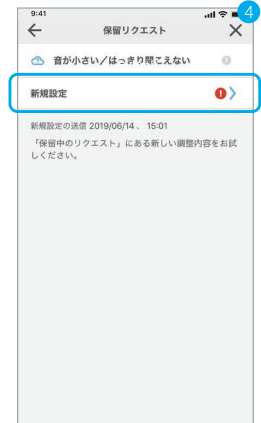 9:41
4
保留リクエスト
音が小さい／はっきり聞こえない
新規設定
新規設定の送信 2019/06/14 、 15:01
「保留中のリクエスト」にある新しい調整内容をお試
しください。